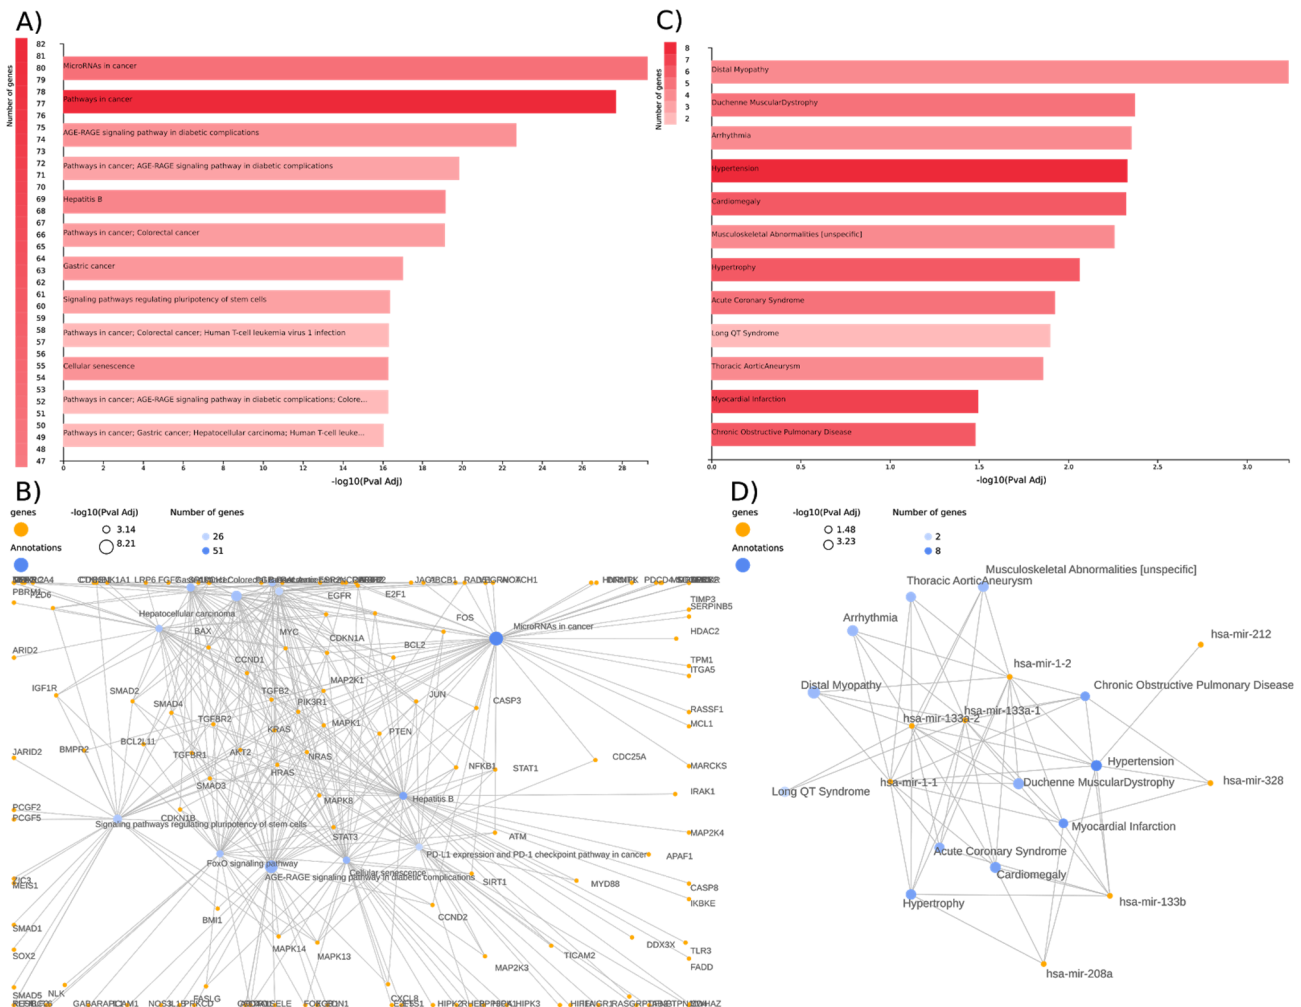 A)
Number of genes
82
81
80
79
78
77
76
75
74
73
72
71
70
69
68
67
66
65
64
63
62
61
60
59
58
57
56
55
54
53
52
51
50
49
48
47
MicroRNAs in cancer
Pathways in cancer
AGE-RAGE signaling pathway in diabetic complications
Pathways in cancer; AGE-RAGE signaling pathway in diabetic complications
Hepatitis B
Pathways in cancer; Colorectal cancer
Gastric cancer
Signaling pathways regulating pluripotency of stem cells
Pathways in cancer; Colorectal cancer; Human T-cell leukemia virus 1 infection
Cellular senescence
Pathways in cancer; AGE-RAGE signaling pathway in diabetic complications; Colore...
Pathways in cancer; Gastric cancer; Hepatocellular carcinoma; Human T-cell leuke...
0 2 4 6 8 10 12 14 16 18 20 22 24 26 28
-log10(Pval Adj)
C)
Number of genes
8
7
6
5
4
3
2
Distal Myopathy
Duchenne MuscularDystrophy
Arrhythmia
Hypertension
Cardiomegaly
Musculoskeletal Abnormalities [unspecific]
Hypertrophy
Acute Coronary Syndrome
Long QT Syndrome
Thoracic AorticAneurysm
Myocardial Infarction
Chronic Obstructive Pulmonary Disease
0.0 0.5 1.0 1.5 2.0 2.5 3.0
-log10(Pval Adj)
B)
genes
Annotations
-log10(Pval Adj)
3.14
8.21
Number of genes
26
51
LRP6
E2F1
EGFR
TIMP3
SERPINB5
PBRM1
FZD6
Hepatocellular carcinoma
FOS
MicroRNAs in cancer
BAX
MYC
CDKN1A
HDAC2
BCL2
ARID2
CCND1
TPM1
ITGA5
MAP2K1
IGF1R
SMAD2
TGFB2
JUN
SMAD4
PIK3R1
CASP3
RASSF1
TGFBR2
MAPK1
MCL1
KRAS
PTEN
BCL2L11
JARID2
BMPR2
TGFBR1
AKT2
NRAS
CDC25A
NFKB1
STAT1
MARCKS
HRAS
SMAD3
IRAK1
MAPK8
Hepatitis B
PCGF2
PCGF5
CDKN1B
Signaling pathways regulating pluripotency of stem cells
STAT3
ATM
MAP2K4
PD-L1 expression and PD-1 checkpoint pathway in cancer
APAF1
FoxO signaling pathway
Cellular senescence
AGE-RAGE signaling pathway in diabetic complications
SIRT1
MYD88
MEIS1
CASP8
IKBKE
BMI1
CCND2
SMAD1
MAPK14
MAPK13
DDX3X
TLR3
SOX2
TICAM2
MAP2K3
FADD
SMAD5
NLK
FASLG
CXCL8
D)
genes
Annotations
-log10(Pval Adj)
1.48
3.23
Number of genes
2
8
Musculoskeletal Abnormalities [unspecific]
Thoracic AorticAneurysm
Arrhythmia
hsa-mir-212
hsa-mir-1-2
Distal Myopathy
Chronic Obstructive Pulmonary Disease
hsa-mir-133a-1
hsa-mir-133a-2
Hypertension
hsa-mir-1-1
Duchenne MuscularDystrophy
hsa-mir-328
Long QT Syndrome
Myocardial Infarction
Acute Coronary Syndrome
Cardiomegaly
Hypertrophy
hsa-mir-133b
hsa-mir-208a